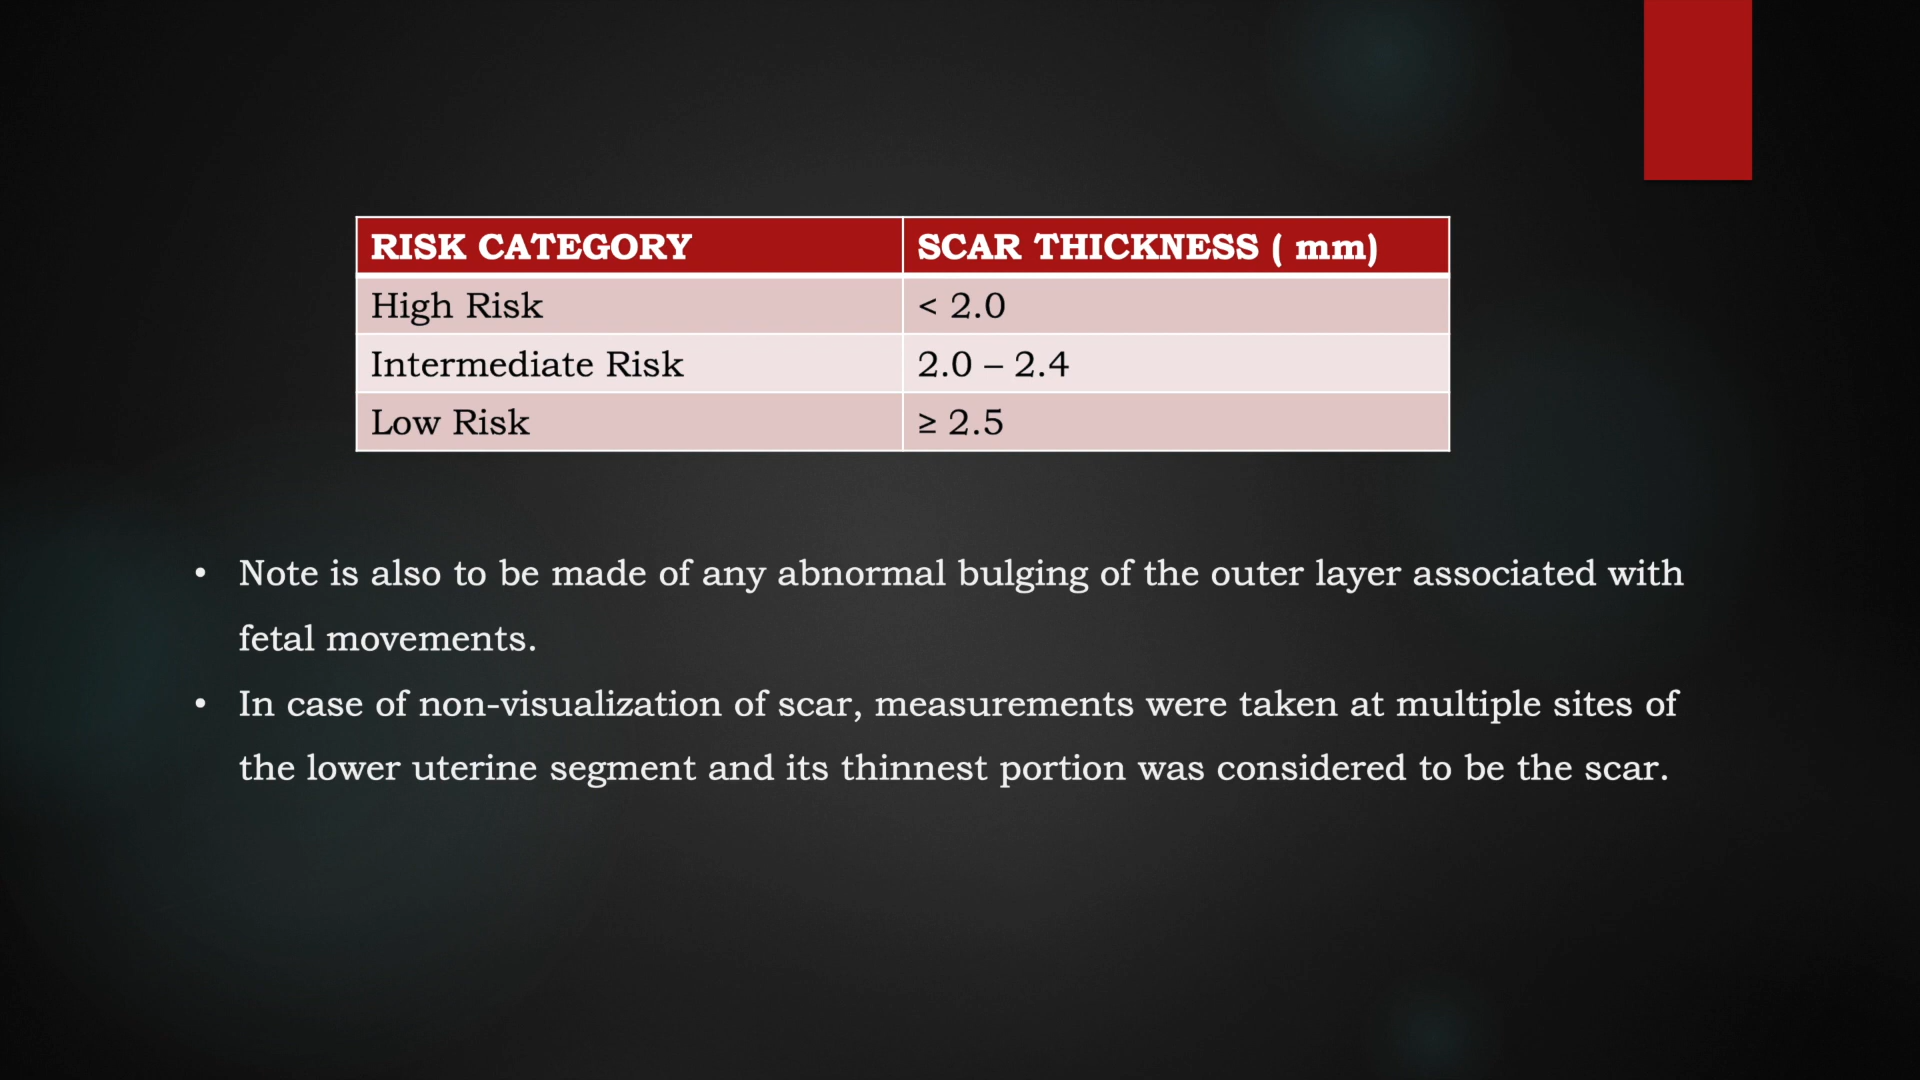 RISK CATEGORY SCAR THICKNESS ( mm)
High Risk < 2.0
Intermediate Risk 2.0 – 2.4
Low Risk ≥ 2.5
• Note is also to be made of any abnormal bulging of the outer layer associated with
fetal movements.
• In case of non-visualization of scar, measurements were taken at multiple sites of
the lower uterine segment and its thinnest portion was considered to be the scar.